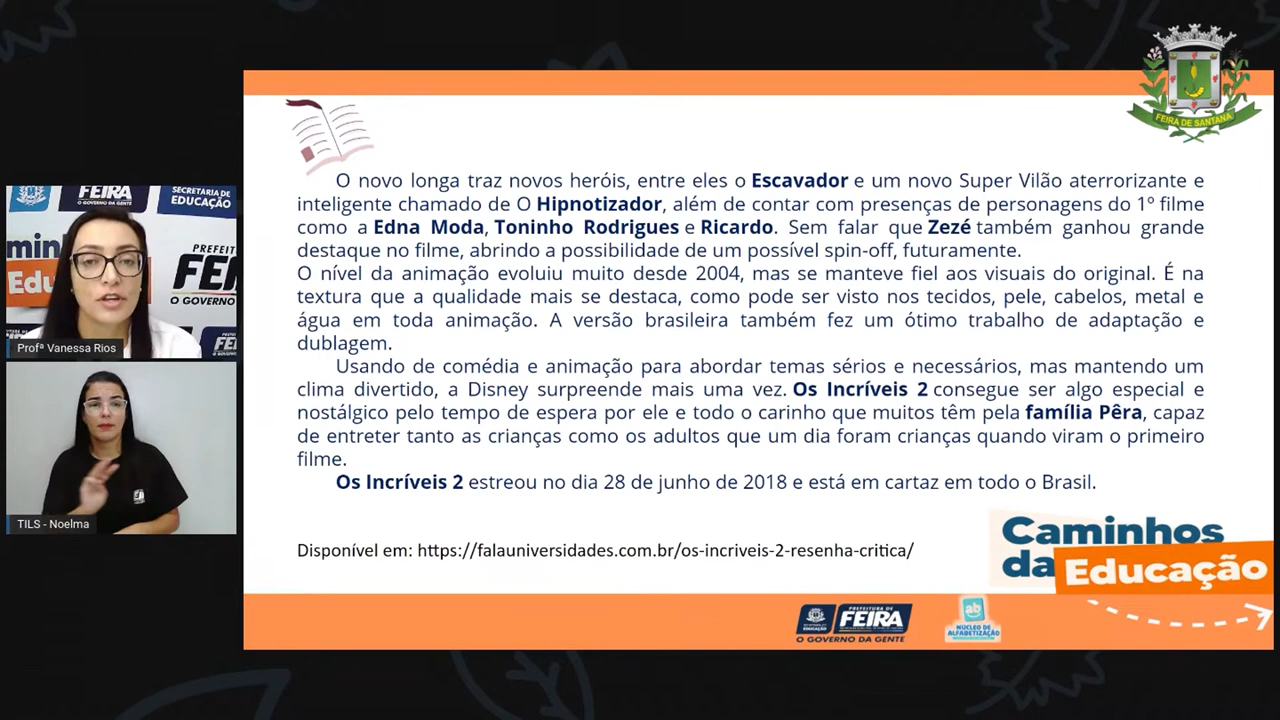 FEIRA DE SANTANA
O novo longa traz novos heróis, entre eles o Escavador e um novo Super Vilão aterrorizante e
inteligente chamado de O Hipnotizador, além de contar com presenças de personagens do 1º filme
como a Edna Moda, Toninho Rodrigues e Ricardo. Sem falar que Zezé também ganhou grande
destaque no filme, abrindo a possibilidade de um possível spin-off, futuramente.
O nível da animação evoluiu muito desde 2004, mas se manteve fiel aos visuais do original. É na
textura que a qualidade mais se destaca, como pode ser visto nos tecidos, pele, cabelos, metal e
água em toda animação. A versão brasileira também fez um ótimo trabalho de adaptação e
dublagem.
Usando de comédia e animação para abordar temas sérios e necessários, mas mantendo um
clima divertido, a Disney surpreende mais uma vez. Os Incríveis 2 consegue ser algo especial e
nostálgico pelo tempo de espera por ele e todo o carinho que muitos têm pela família Pêra, capaz
de entreter tanto as crianças como os adultos que um dia foram crianças quando viram o primeiro
filme.
Os Incríveis 2 estreou no dia 28 de junho de 2018 e está em cartaz em todo o Brasil.
Disponível em: https://falauniversidades.com.br/os-incriveis-2-resenha-critica/
Caminhos
da Educação
PREFEITURA DE
FEIRA
O GOVERNO DA GENTE
ab
NÚCLEO DE
ALFABETIZAÇÃO
FEIRA
O GOVERNO DA GENTE
SECRETARIA DE
EDUCAÇÃO
minh
Edu
PREFEIT
FE
O GOVERNO
FE
Profª Vanessa Rios
TILS - Noelma